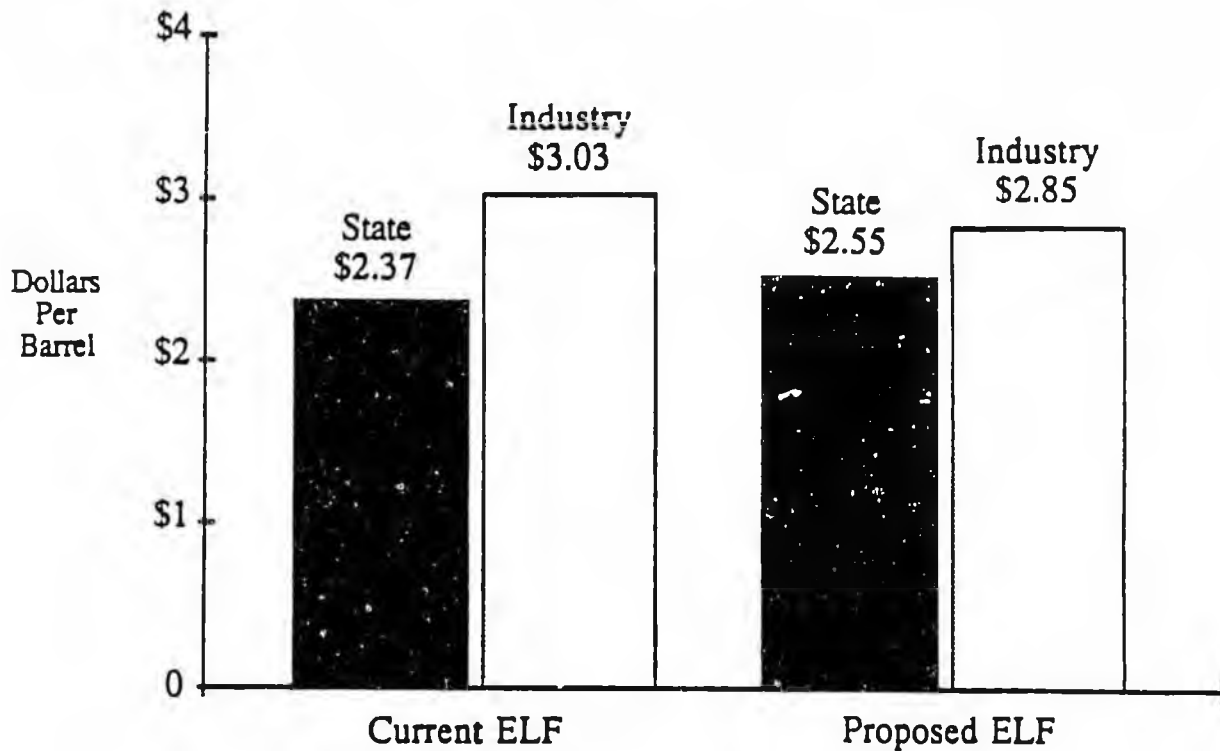 $4
Industry
$3.03
Industry
$2.85
$3
State
$2.37
State
$2.55
Dollars
Per
Barrel
$2
$1
0
Current ELF
Proposed ELF